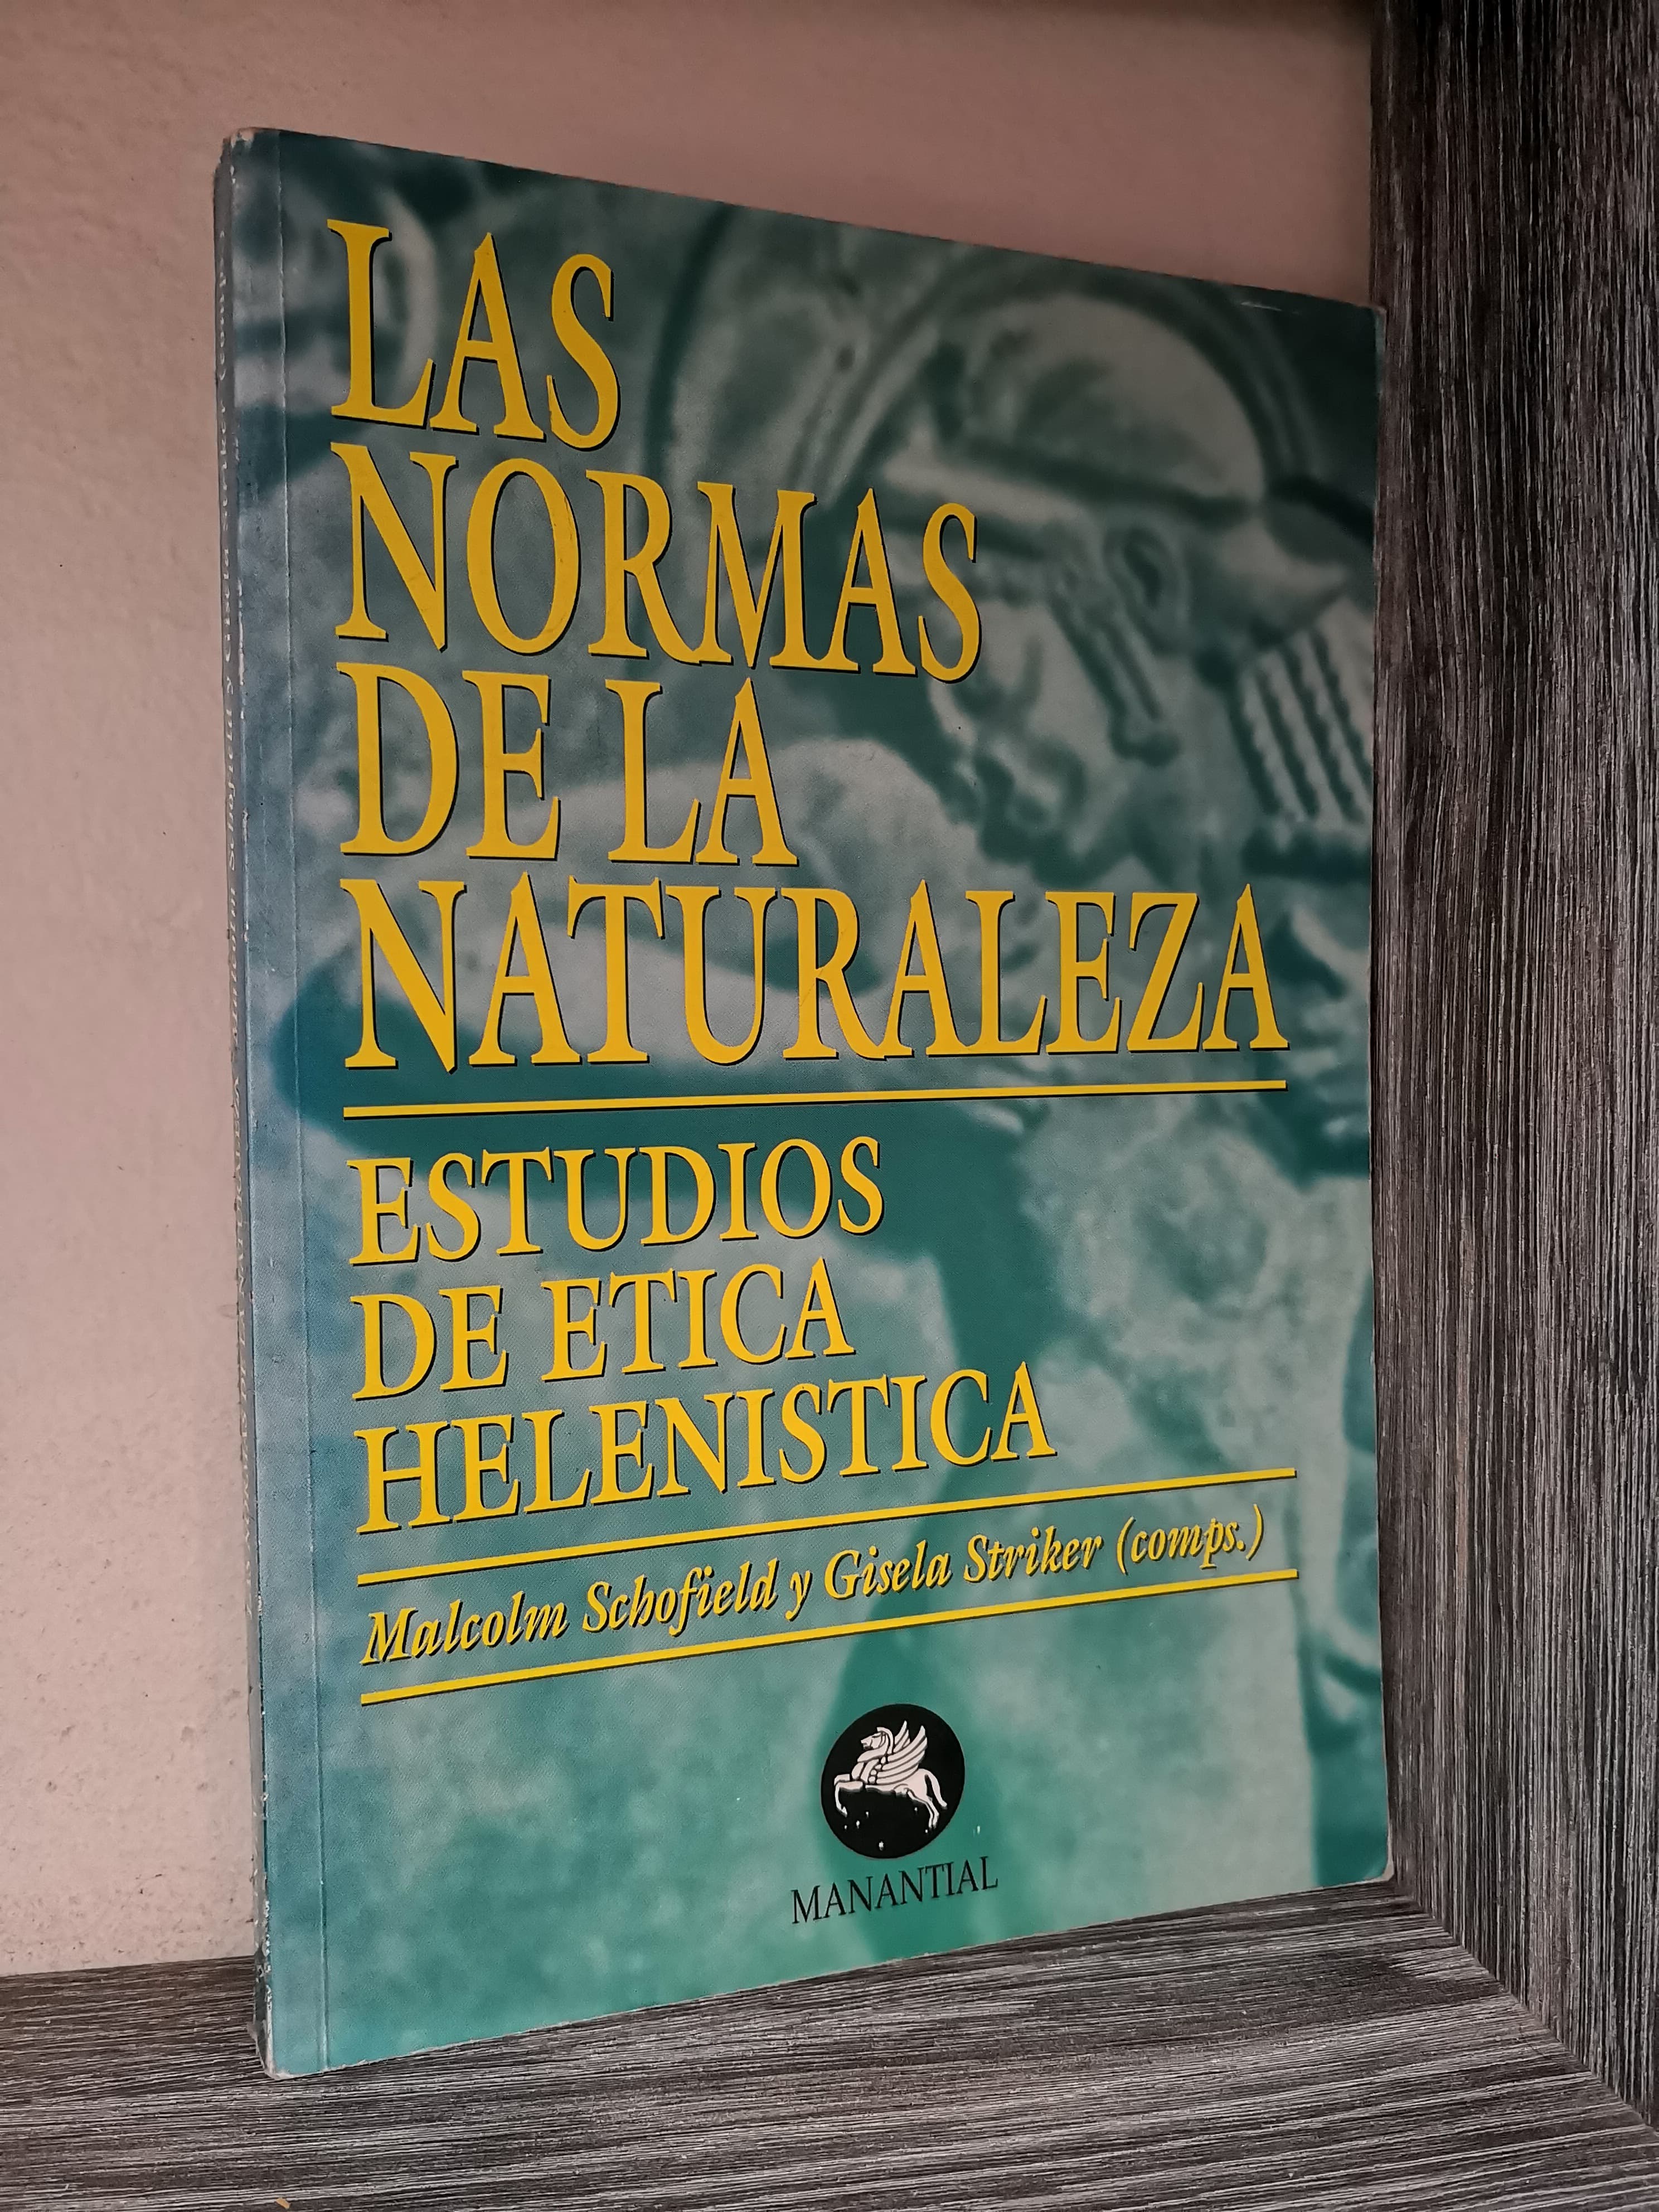 LAS
NORMAS
DE LA
NATURALEZA
ESTUDIOS
DE ETICA
HELENISTICA
Malcolm Schofield y Gisela Striker (comps.)
MANANTIAL